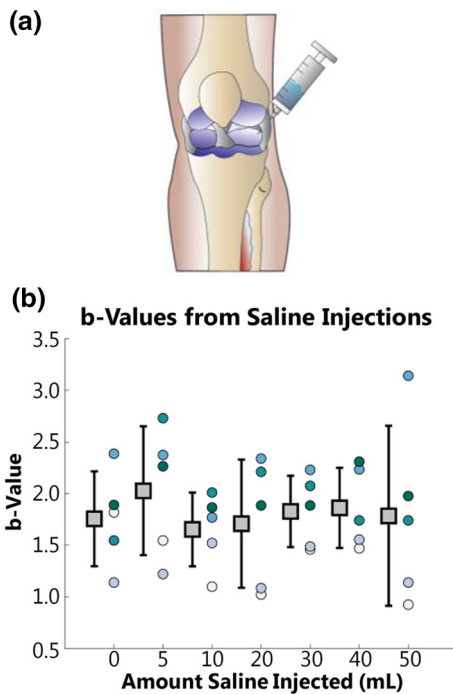 (a)
(b)
b-Values from Saline Injections
3.5
3.0
2.5
2.0
1.5
1.0
0.5
b-Value
0 5 10 20 30 40 50
Amount Saline Injected (mL)